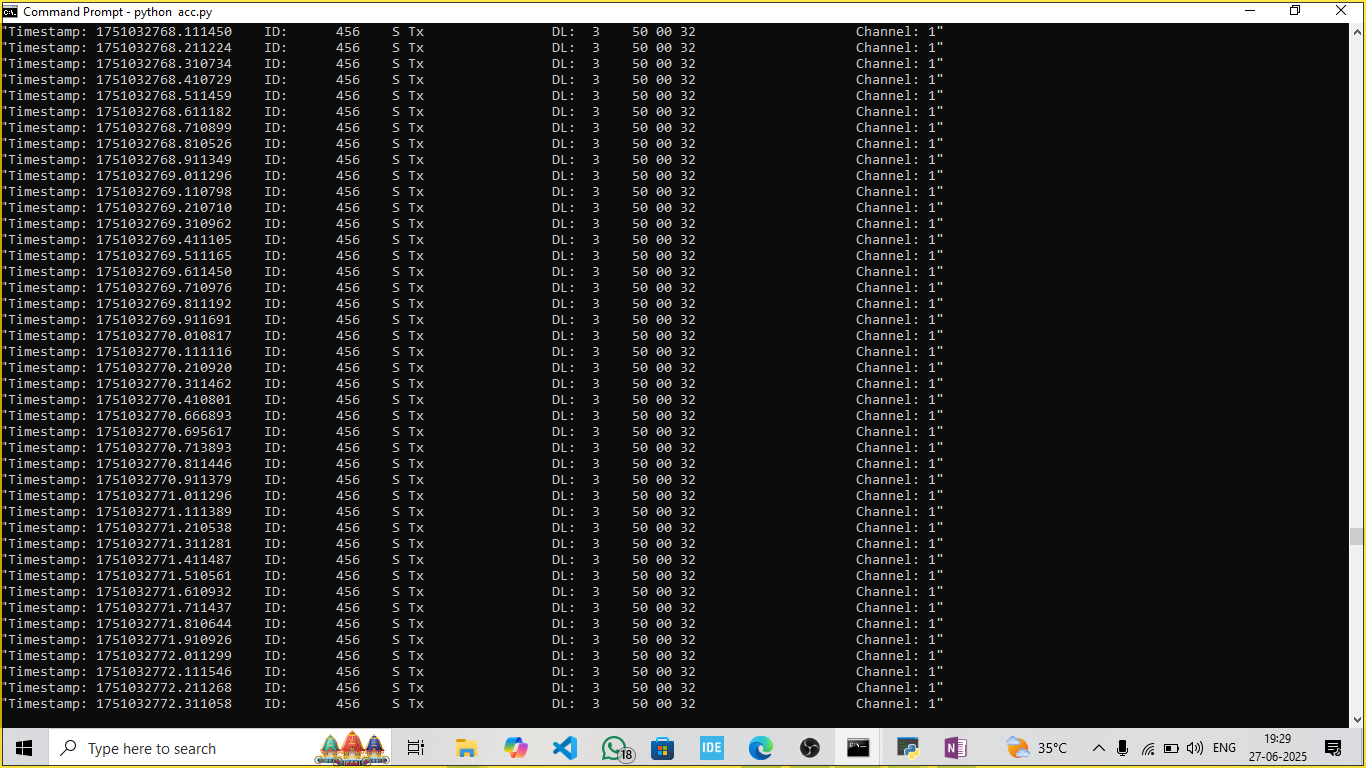 Command Prompt - python  acc.py
"Timestamp: 1751032768.111450    ID:      456    S Tx                DL:  3    50 00 32                    Channel: 1"
"Timestamp: 1751032768.211224    ID:      456    S Tx                DL:  3    50 00 32                    Channel: 1"
"Timestamp: 1751032768.310734    ID:      456    S Tx                DL:  3    50 00 32                    Channel: 1"
"Timestamp: 1751032768.410729    ID:      456    S Tx                DL:  3    50 00 32                    Channel: 1"
"Timestamp: 1751032768.511459    ID:      456    S Tx                DL:  3    50 00 32                    Channel: 1"
"Timestamp: 1751032768.611182    ID:      456    S Tx                DL:  3    50 00 32                    Channel: 1"
"Timestamp: 1751032768.710899    ID:      456    S Tx                DL:  3    50 00 32                    Channel: 1"
"Timestamp: 1751032768.810526    ID:      456    S Tx                DL:  3    50 00 32                    Channel: 1"
"Timestamp: 1751032768.911349    ID:      456    S Tx                DL:  3    50 00 32                    Channel: 1"
"Timestamp: 1751032769.011296    ID:      456    S Tx                DL:  3    50 00 32                    Channel: 1"
"Timestamp: 1751032769.110798    ID:      456    S Tx                DL:  3    50 00 32                    Channel: 1"
"Timestamp: 1751032769.210710    ID:      456    S Tx                DL:  3    50 00 32                    Channel: 1"
"Timestamp: 1751032769.310962    ID:      456    S Tx                DL:  3    50 00 32                    Channel: 1"
"Timestamp: 1751032769.411105    ID:      456    S Tx                DL:  3    50 00 32                    Channel: 1"
"Timestamp: 1751032769.511165    ID:      456    S Tx                DL:  3    50 00 32                    Channel: 1"
"Timestamp: 1751032769.611450    ID:      456    S Tx                DL:  3    50 00 32                    Channel: 1"
"Timestamp: 1751032769.710976    ID:      456    S Tx                DL:  3    50 00 32                    Channel: 1"
"Timestamp: 1751032769.811192    ID:      456    S Tx                DL:  3    50 00 32                    Channel: 1"
"Timestamp: 1751032769.911691    ID:      456    S Tx                DL:  3    50 00 32                    Channel: 1"
"Timestamp: 1751032770.010817    ID:      456    S Tx                DL:  3    50 00 32                    Channel: 1"
"Timestamp: 1751032770.111116    ID:      456    S Tx                DL:  3    50 00 32                    Channel: 1"
"Timestamp: 1751032770.210920    ID:      456    S Tx                DL:  3    50 00 32                    Channel: 1"
"Timestamp: 1751032770.311462    ID:      456    S Tx                DL:  3    50 00 32                    Channel: 1"
"Timestamp: 1751032770.410801    ID:      456    S Tx                DL:  3    50 00 32                    Channel: 1"
"Timestamp: 1751032770.666893    ID:      456    S Tx                DL:  3    50 00 32                    Channel: 1"
"Timestamp: 1751032770.695617    ID:      456    S Tx                DL:  3    50 00 32                    Channel: 1"
"Timestamp: 1751032770.713893    ID:      456    S Tx                DL:  3    50 00 32                    Channel: 1"
"Timestamp: 1751032770.811446    ID:      456    S Tx                DL:  3    50 00 32                    Channel: 1"
"Timestamp: 1751032770.911379    ID:      456    S Tx                DL:  3    50 00 32                    Channel: 1"
"Timestamp: 1751032771.011296    ID:      456    S Tx                DL:  3    50 00 32                    Channel: 1"
"Timestamp: 1751032771.111389    ID:      456    S Tx                DL:  3    50 00 32                    Channel: 1"
"Timestamp: 1751032771.210538    ID:      456    S Tx                DL:  3    50 00 32                    Channel: 1"
"Timestamp: 1751032771.311281    ID:      456    S Tx                DL:  3    50 00 32                    Channel: 1"
"Timestamp: 1751032771.411487    ID:      456    S Tx                DL:  3    50 00 32                    Channel: 1"
"Timestamp: 1751032771.510561    ID:      456    S Tx                DL:  3    50 00 32                    Channel: 1"
"Timestamp: 1751032771.610932    ID:      456    S Tx                DL:  3    50 00 32                    Channel: 1"
"Timestamp: 1751032771.711437    ID:      456    S Tx                DL:  3    50 00 32                    Channel: 1"
"Timestamp: 1751032771.810644    ID:      456    S Tx                DL:  3    50 00 32                    Channel: 1"
"Timestamp: 1751032771.910926    ID:      456    S Tx                DL:  3    50 00 32                    Channel: 1"
"Timestamp: 1751032772.011299    ID:      456    S Tx                DL:  3    50 00 32                    Channel: 1"
"Timestamp: 1751032772.111546    ID:      456    S Tx                DL:  3    50 00 32                    Channel: 1"
"Timestamp: 1751032772.211268    ID:      456    S Tx                DL:  3    50 00 32                    Channel: 1"
"Timestamp: 1751032772.311058    ID:      456    S Tx                DL:  3    50 00 32                    Channel: 1"
Type here to search
18
IDE
35°C
ENG
19:29
27-06-2025